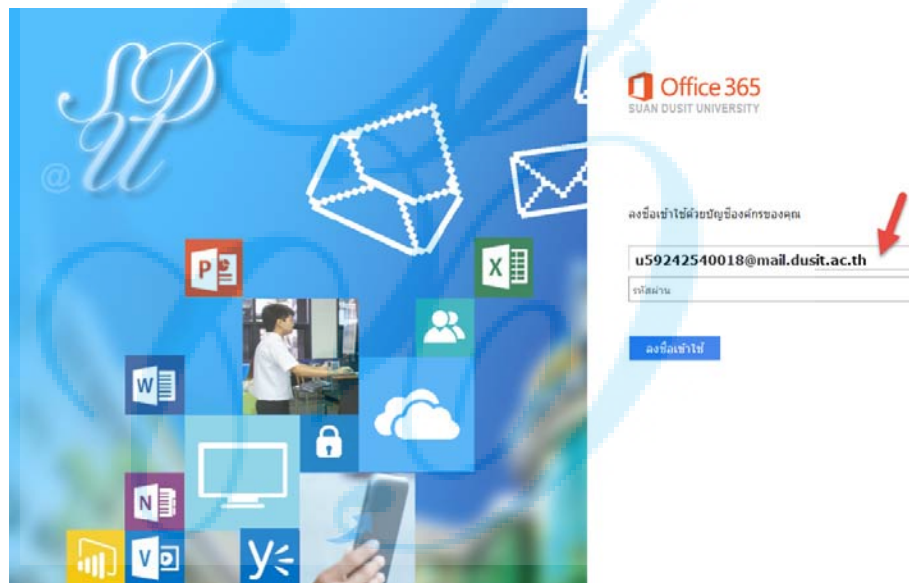 SDU
@
Office 365
SUAN DUSIT UNIVERSITY
ลงชื่อเข้าใช้ด้วยบัญชีองค์กรของคุณ
u59242540018@mail.dusit.ac.th
รหัสผ่าน
ลงชื่อเข้าใช้
P
X
W
N
V